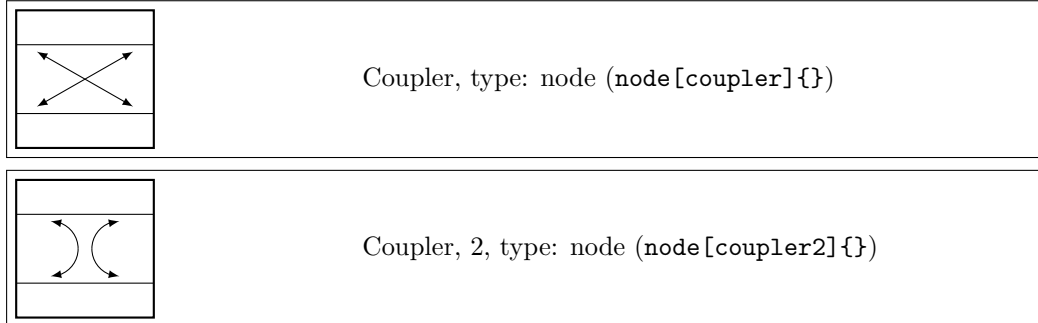 Coupler, type: node (node[coupler]{})
Coupler, 2, type: node (node[coupler2]{})